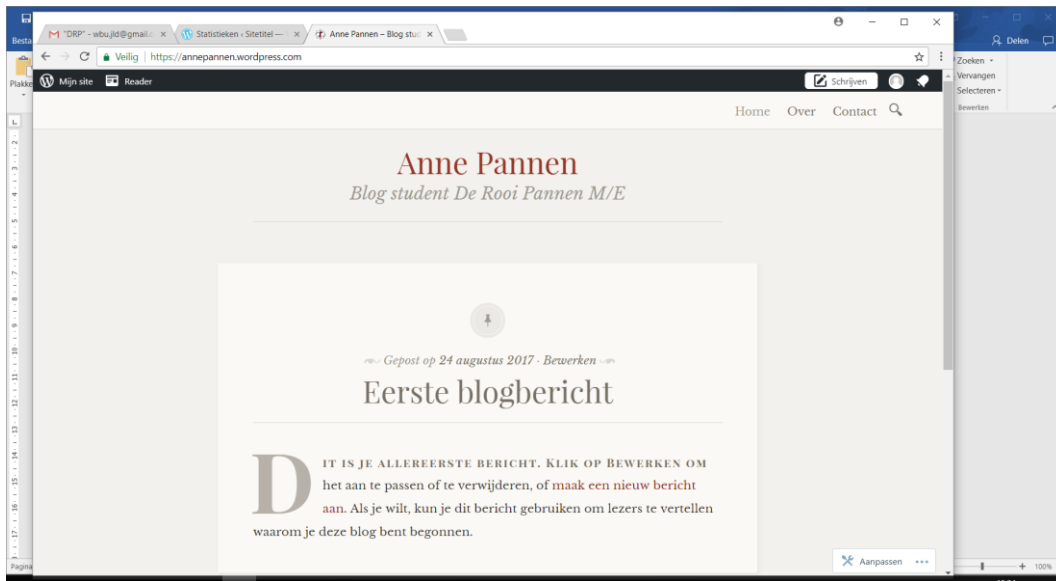 Besta
"DRP" - wbu.jld@gmail.c
Statistieken ‹ Sitetitel —
Anne Pannen – Blog stud
Delen
Veilig | https://annepannen.wordpress.com
Zoeken
Plakke
Mijn site
Reader
Schrijven
Vervangen
Selecteren
Bewerken
Home Over Contact
Anne Pannen
Blog student De Rooi Pannen M/E
Gepost op 24 augustus 2017 · Bewerken
Eerste blogbericht
DIT IS JE ALLEREERSTE BERICHT. KLIK OP BEWERKEN OM
het aan te passen of te verwijderen, of maak een nieuw bericht
aan. Als je wilt, kun je dit bericht gebruiken om lezers te vertellen
waarom je deze blog bent begonnen.
Aanpassen
Pagina
100%